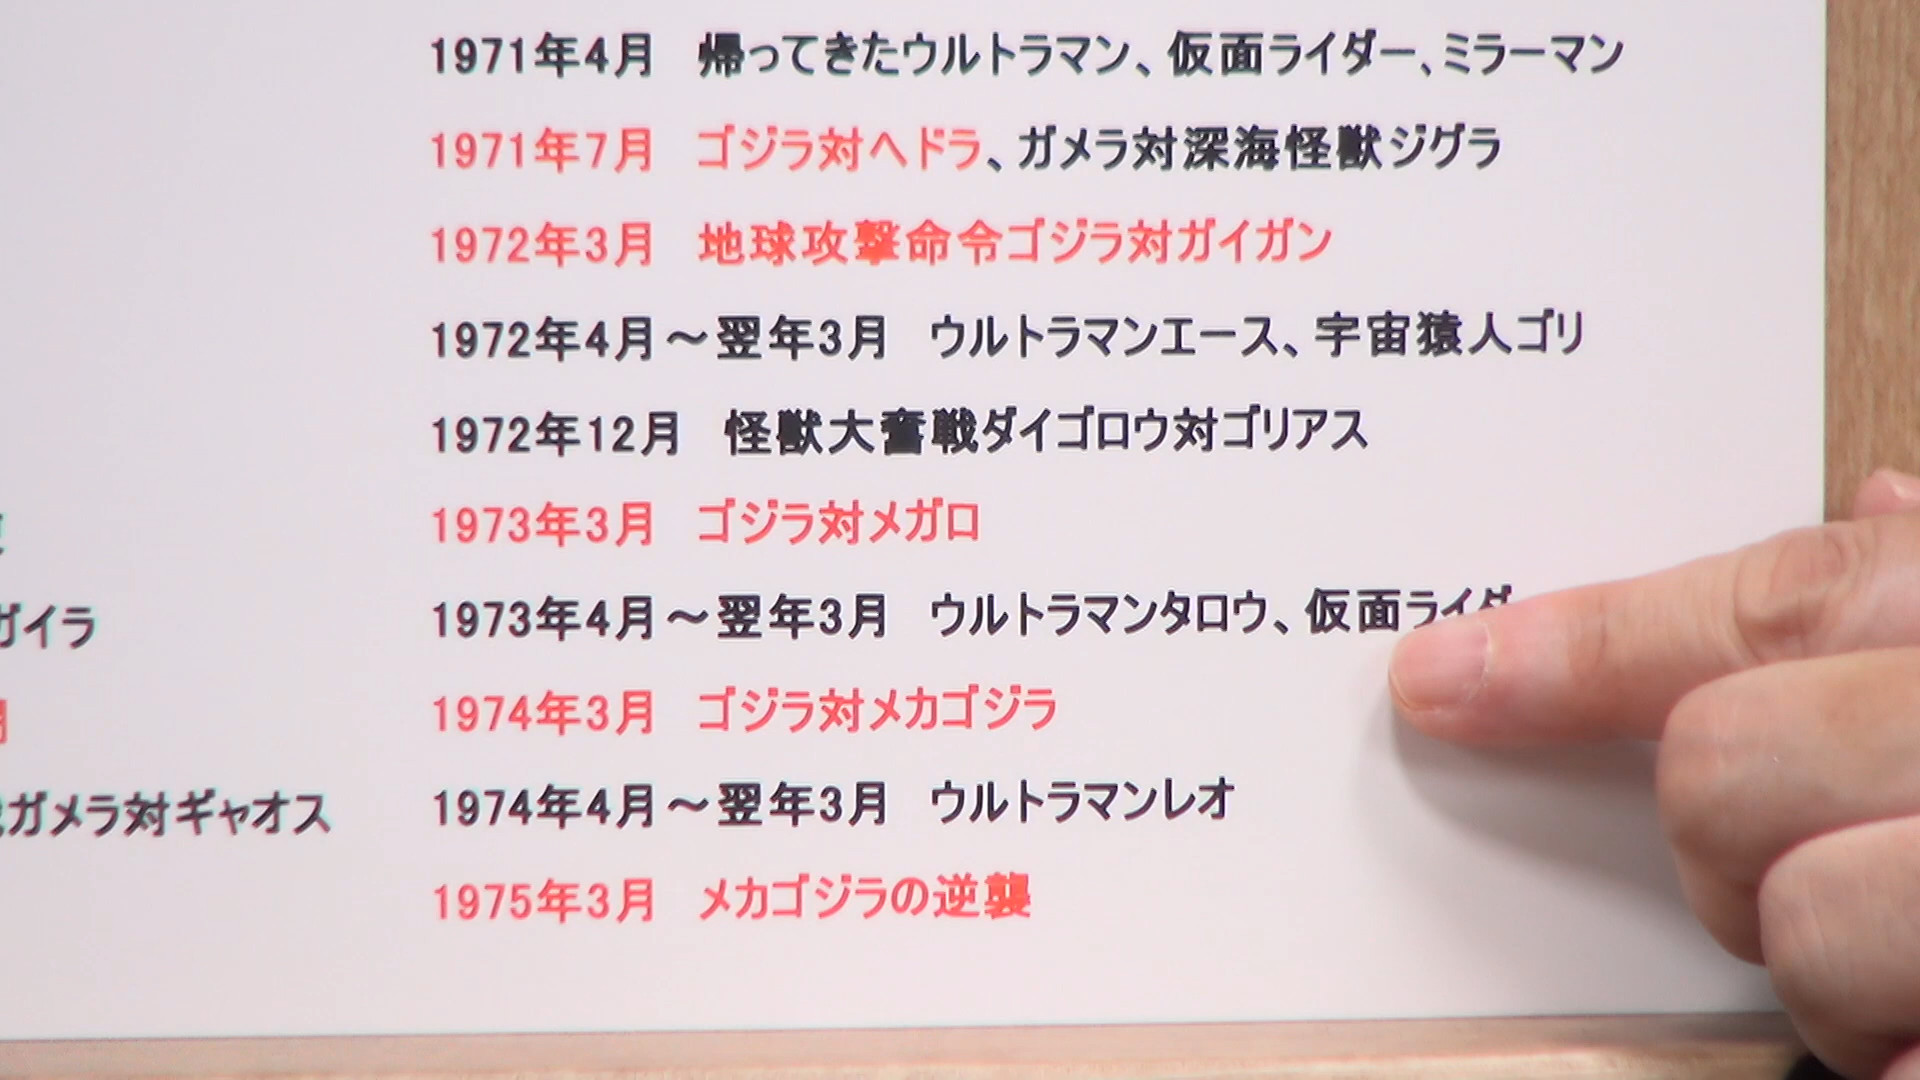 1971年4月　帰ってきたウルトラマン、仮面ライダー、ミラーマン
1971年7月　ゴジラ対ヘドラ、ガメラ対深海怪獣ジグラ
1972年3月　地球攻撃命令ゴジラ対ガイガン
1972年4月～翌年3月　ウルトラマンエース、宇宙猿人ゴリ
1972年12月　怪獣大奮戦ダイゴロウ対ゴリアス
1973年3月　ゴジラ対メガロ
1973年4月～翌年3月　ウルトラマンタロウ、仮面ライダ
ガイラ
1974年3月　ゴジラ対メカゴジラ
ガメラ対ギャオス
1974年4月～翌年3月　ウルトラマンレオ
1975年3月　メカゴジラの逆襲